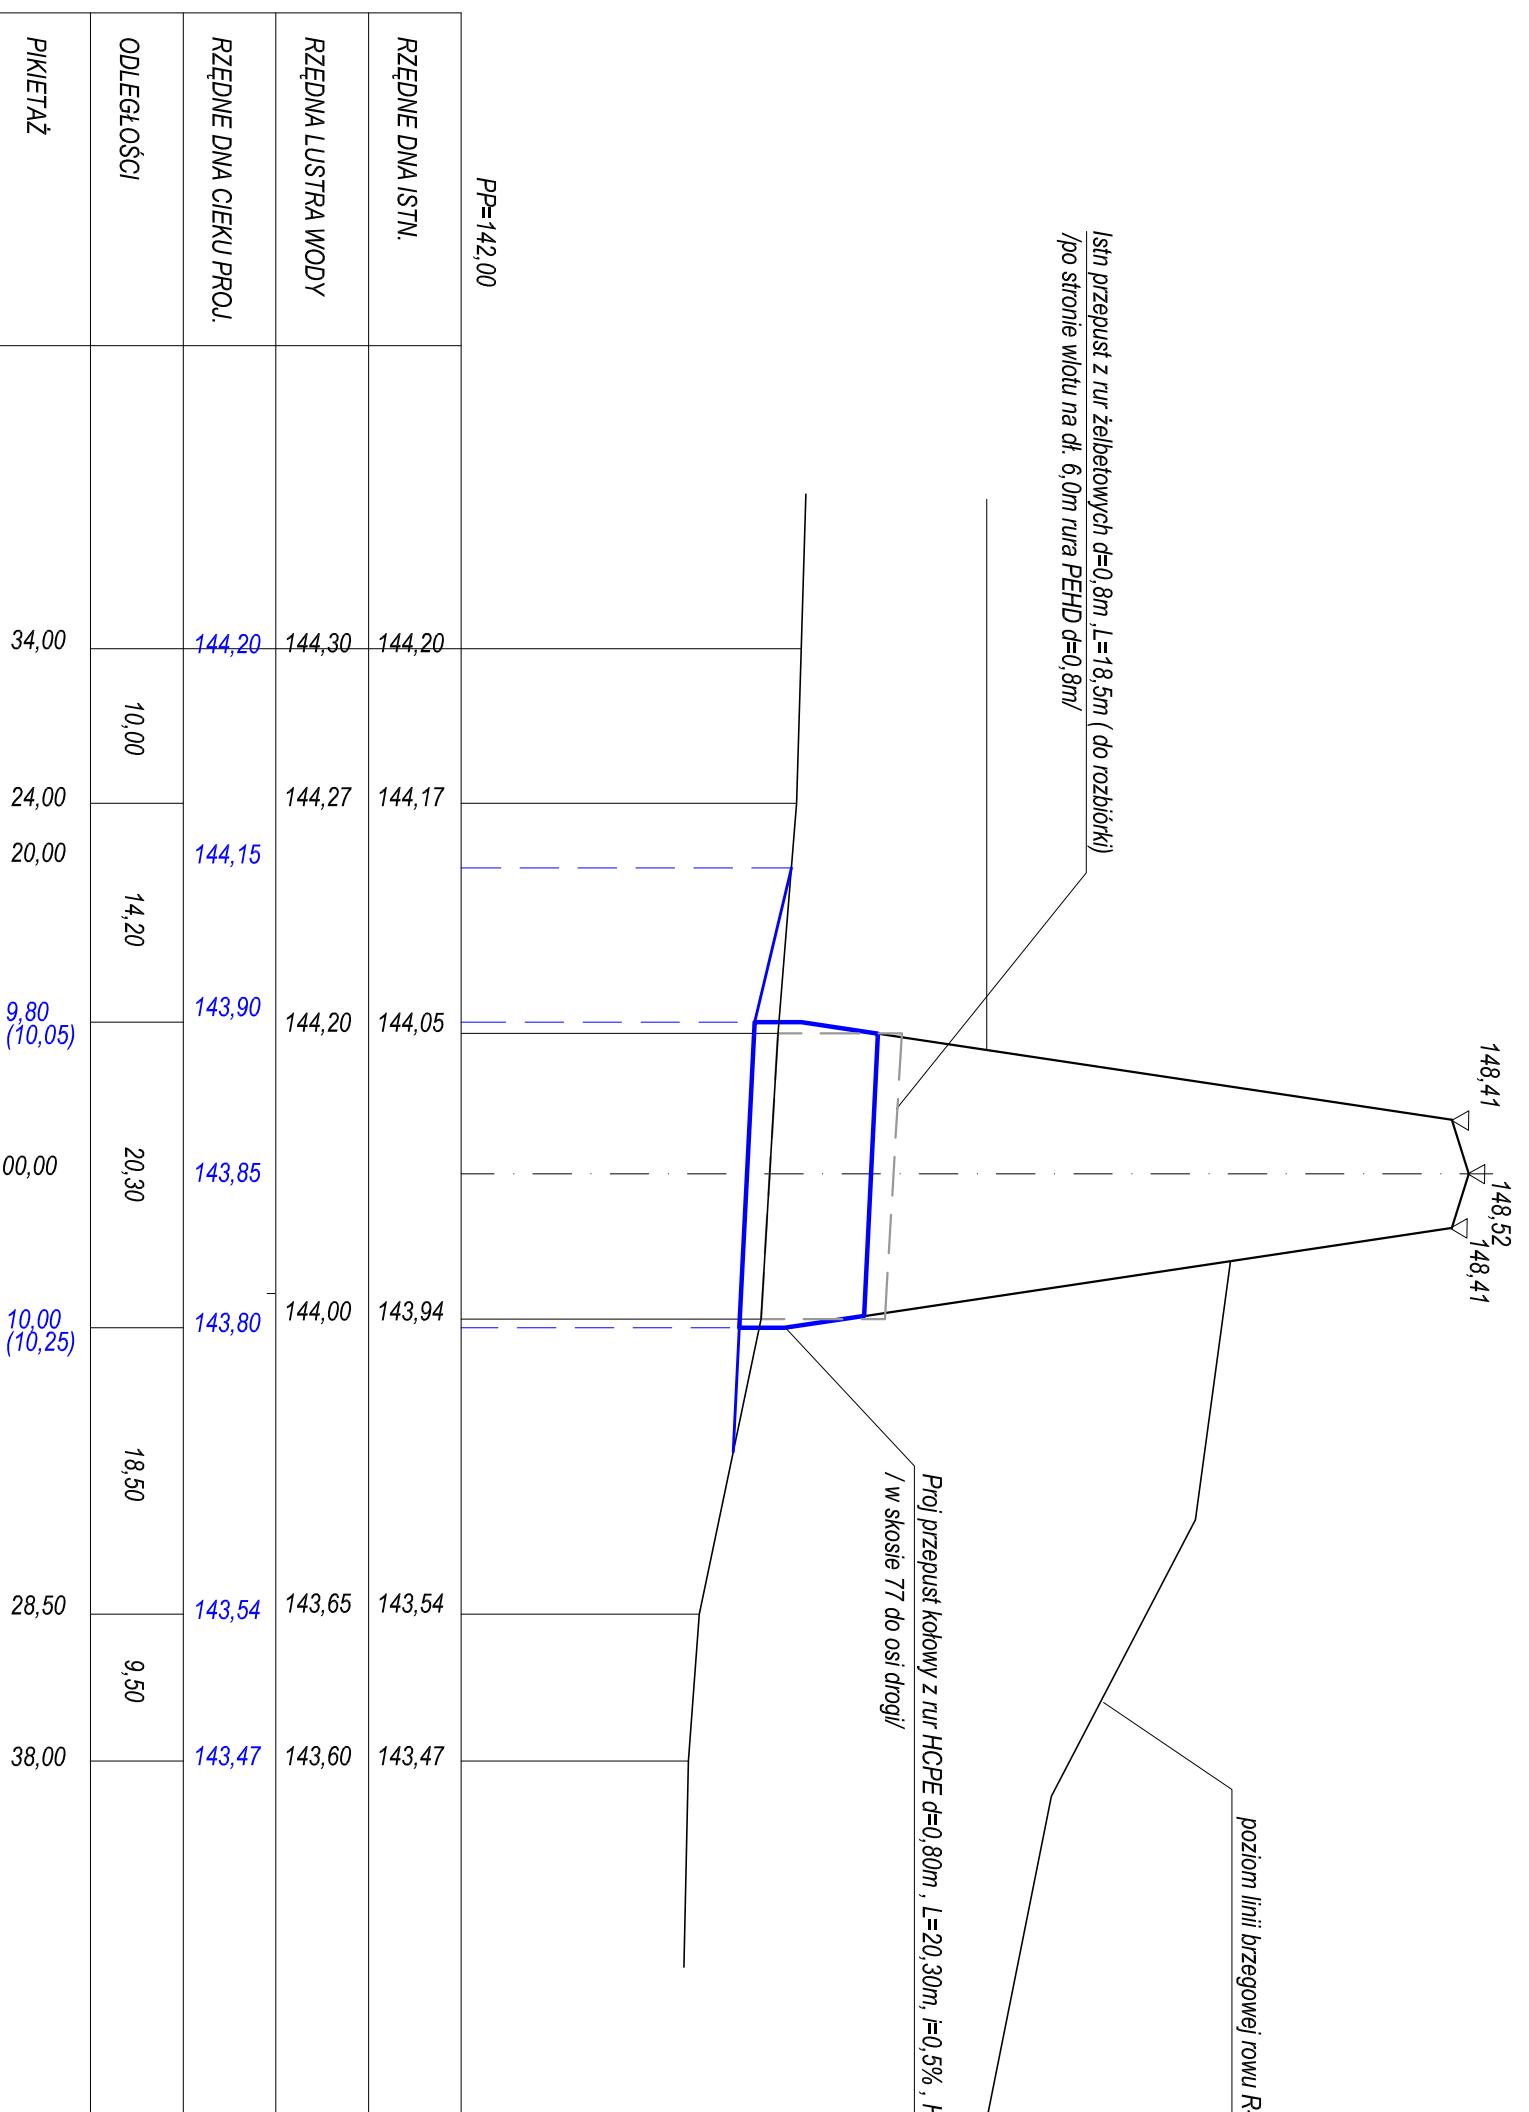 148,52
148,41
148,41
poziom linii brzegowej rowu R-
Istn przepust z rur żelbetowych d=0,8m ,L=18,5m ( do rozbiórki)
/po stronie wlotu na dł. 6,0m rura PEHD d=0,8m/
Proj przepust kołowy z rur HCPE d=0,80m , L=20,30m, i=0,5% ,
/ w skosie 77 do osi drogi/
PP=142,00
RZĘDNE DNA ISTN.
144,20 144,17 144,05 143,94 143,54 143,47
RZĘDNA LUSTRA WODY
144,30 144,27 144,20 144,00 143,65 143,60
RZĘDNE DNA CIEKU PROJ.
144,20 144,15 143,90 143,85 143,80 143,54 143,47
ODLEGŁOŚCI
10,00 14,20 20,30 18,50 9,50
PIKIETAŻ
34,00 24,00 20,00 9,80 00,00 10,00 28,50 38,00
(10,05) (10,25)